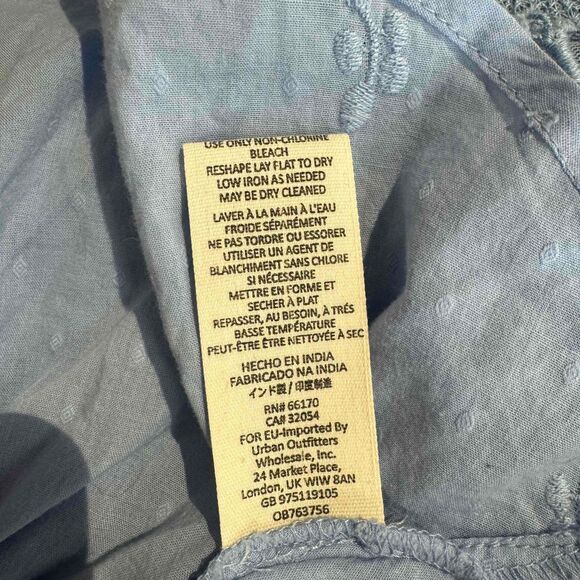 USE ONLY NON-CHLORINE
BLEACH
RESHAPE LAY FLAT TO DRY
LOW IRON AS NEEDED
MAY BE DRY CLEANED
LAVER À LA MAIN À L'EAU
FROIDE SÉPARÉMENT
NE PAS TORDRE OU ESSORER
UTILISER UN AGENT DE
BLANCHIMENT SANS CHLORE
SI NÉCESSAIRE
METTRE EN FORME ET
SECHER À PLAT
REPASSER, AU BESOIN, À TRÉS
BASSE TEMPÉRATURE
PEUT-ÊTRE ÊTRE NETTOYÉE À SEC
HECHO EN INDIA
FABRICADO NA INDIA
インド製 / 印度制造
RN# 66170
CA# 32054
FOR EU-Imported By
Urban Outfitters
Wholesale, Inc.
24 Market Place,
London, UK WIW 8AN
GB 975119105
OB763756